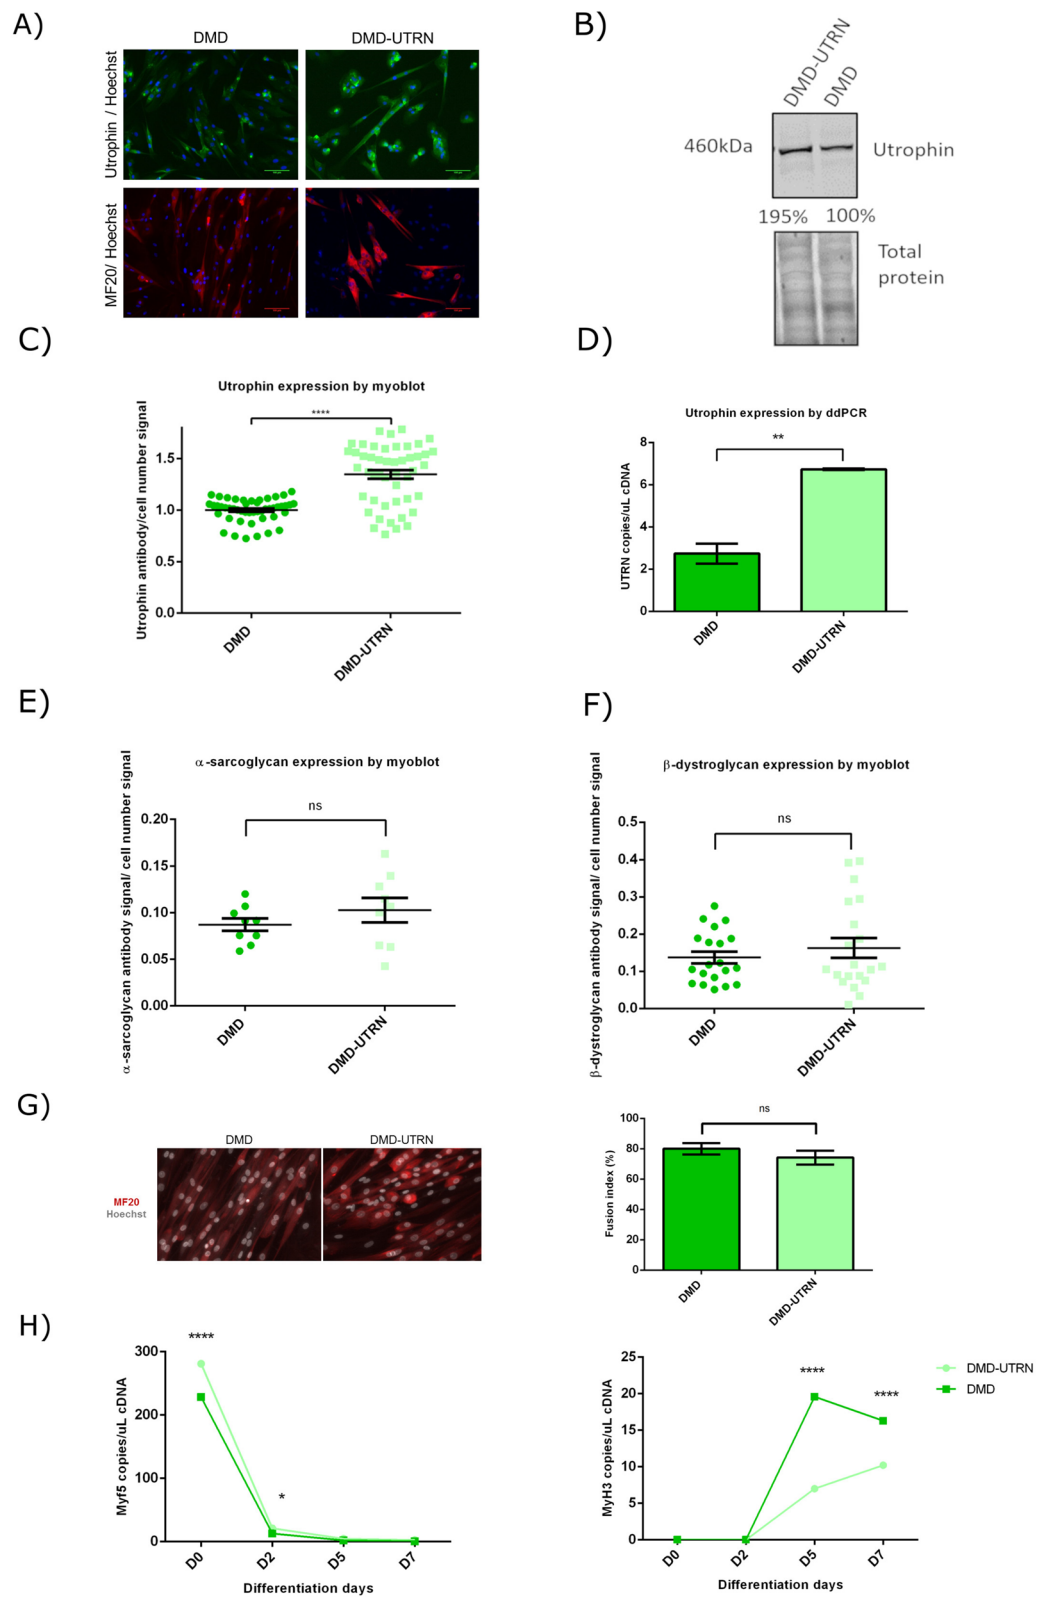 A)
DMD
DMD-UTRN
Utrophin / Hoechst
MF20/ Hoechst
B)
DMD-UTRN
DMD
460kDa
Utrophin
195%
100%
Total
protein
C)
Utrophin expression by myoblot
****
Utrophin antibody/cell number signal
1.5
1.0
0.5
0.0
DMD
DMD-UTRN
D)
Utrophin expression by ddPCR
**
UTRN copies/uL cDNA
8
6
4
2
0
DMD
DMD-UTRN
E)
α-sarcoglycan expression by myoblot
ns
α-sarcoglycan antibody signal/ cell number signal
0.20
0.15
0.10
0.05
0.00
DMD
DMD-UTRN
F)
β-dystroglycan expression by myoblot
ns
β-dystroglycan antibody signal/ cell number signal
0.5
0.4
0.3
0.2
0.1
0.0
DMD
DMD-UTRN
G)
DMD
DMD-UTRN
MF20
Hoechst
ns
Fusion index (%)
100
80
60
40
20
0
DMD
DMD-UTRN
H)
****
*
Myf5 copies/uL cDNA
300
200
100
0
D0
D2
D5
D7
Differentiation days
****
****
MyH3 copies/uL cDNA
25
20
15
10
5
0
D0
D2
D5
D7
Differentiation days
DMD-UTRN
DMD